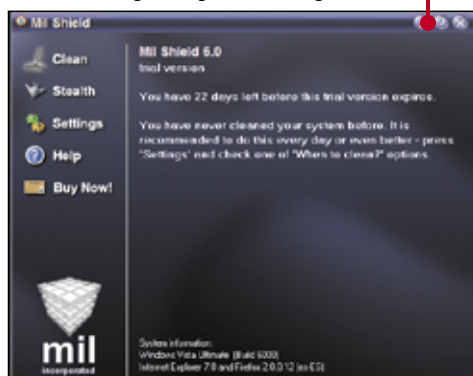 Mil Shield
Clean
Stealth
Settings
Help
Buy Now!
Mil Shield 6.0
trial version
You have 22 days left before this trial version expires.
You have never cleaned your system before. It is
recommended to do this every day or even better - press
'Settings' and check one of 'When to clean?' options.
mil
incorporated
System information:
Windows Vista Ultimate (Build 6000)
Internet Explorer 7.0 and Firefox 2.0.0.12 (es-ES)